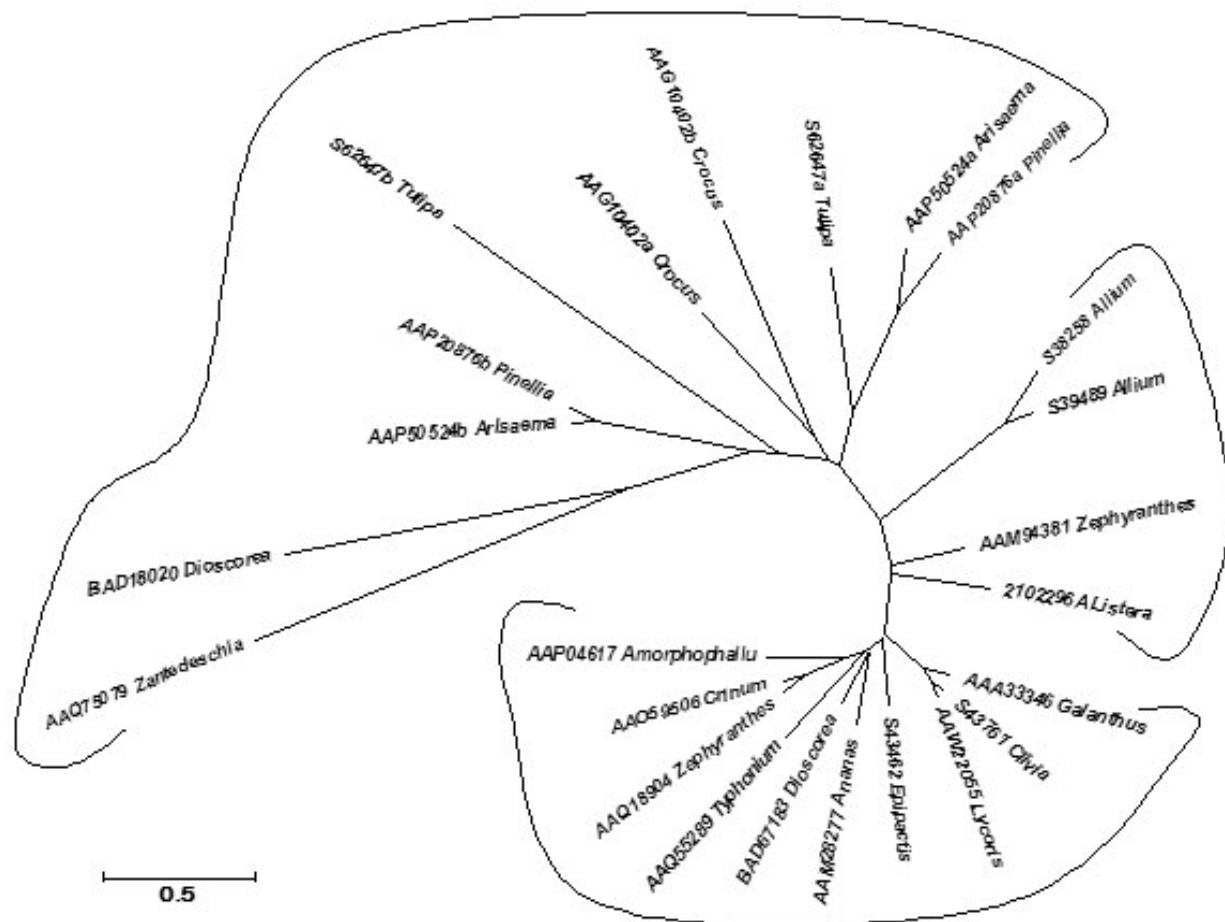 AAG10402b Crocus
S62647a Tulipa
AAP50524a Arisaema
AAP20876a Pinellia
S62647b Tulipa
AAG10402a Crocus
S38258 Allium
S39489 Allium
AAP20876b Pinellia
AAP50524b Arisaema
AAM94381 Zephyranthes
BAD18020 Dioscorea
2102296A Listera
AAQ75079 Zantedeschia
AAP04617 Amorphophallu
AAA33346 Galanthus
AAO59506 Crinum
S43761 Clivia
AAQ18904 Zephyranthes
AAW22055 Lycoris
AAQ55289 Typhonium
BAD67183 Dioscorea
AAM28277 Ananas
S43462 Epipactis
0.5